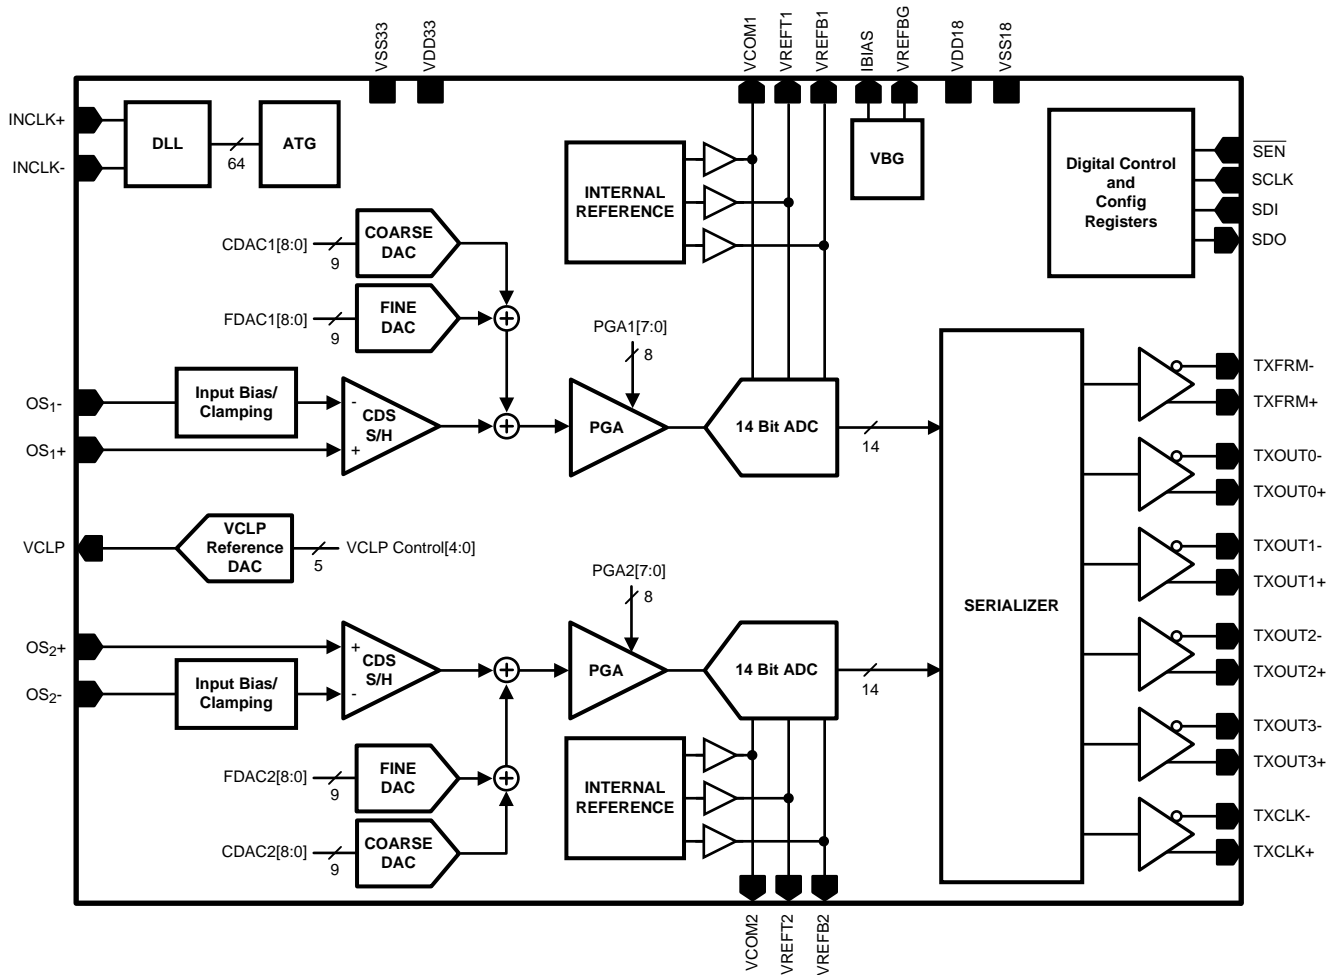 VSS33
VDD33
VCOM1
VREFT1
VREFB1
IBIAS
VREFBG
VDD18
VSS18
INCLK+
INCLK-
DLL
64
ATG
INTERNAL
REFERENCE
VBG
Digital Control
and
Config
Registers
SEN
SCLK
SDI
SDO
CDAC1[8:0]
9
COARSE
DAC
FDAC1[8:0]
9
FINE
DAC
PGA1[7:0]
8
OS1-
OS1+
Input Bias/
Clamping
-
+
CDS
S/H
+
+
PGA
14 Bit ADC
14
TXFRM-
TXFRM+
TXOUT0-
TXOUT0+
VCLP
VCLP
Reference
DAC
5
VCLP Control[4:0]
SERIALIZER
TXOUT1-
TXOUT1+
PGA2[7:0]
8
OS2+
OS2-
Input Bias/
Clamping
+
-
CDS
S/H
+
+
PGA
14 Bit ADC
14
TXOUT2-
TXOUT2+
FDAC2[8:0]
9
FINE
DAC
CDAC2[8:0]
9
COARSE
DAC
INTERNAL
REFERENCE
TXOUT3-
TXOUT3+
TXCLK-
TXCLK+
VCOM2
VREFT2
VREFB2